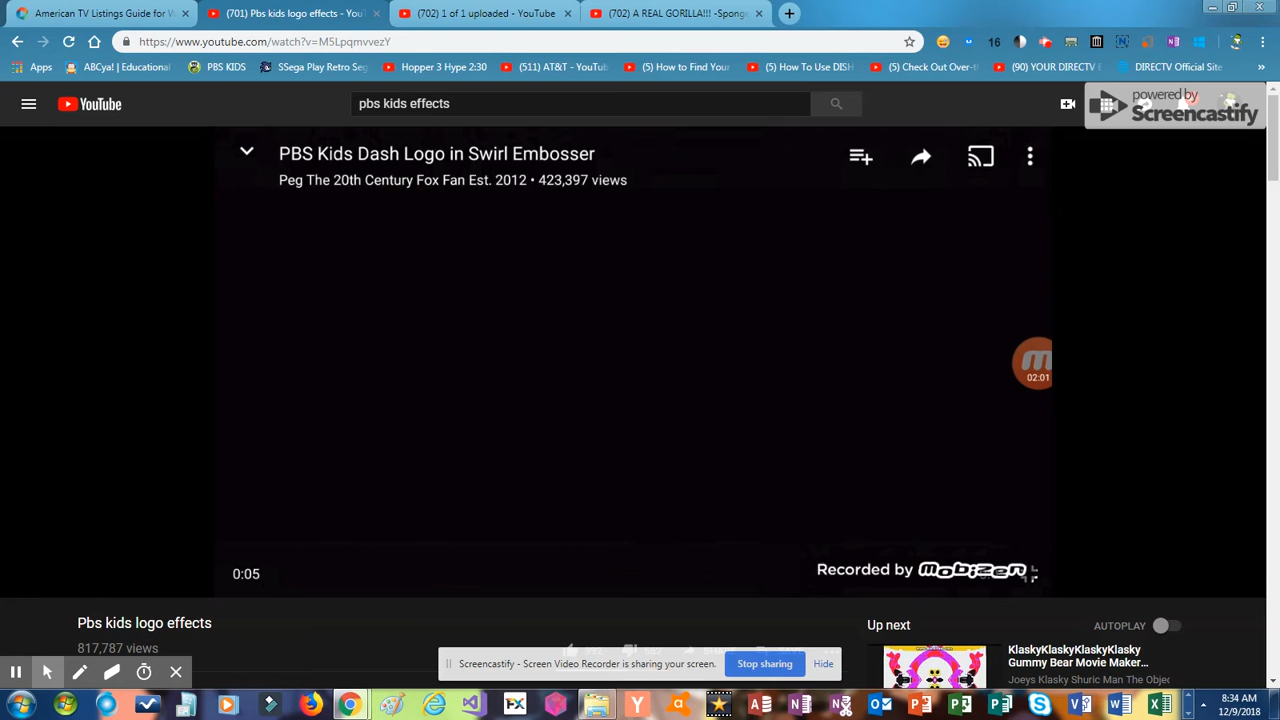 American TV Listings Guide for W
(701) Pbs kids logo effects - YouT
(702) 1 of 1 uploaded - YouTube
(702) A REAL GORILLA!!! -Spong
https://www.youtube.com/watch?v=M5LpqmvvezY
16
Apps
ABCya! | Educational
PBS KIDS
SSega Play Retro Seg
Hopper 3 Hype 2:30
(511) AT&T - YouTub
(5) How to Find Your
(5) How To Use DISH
(5) Check Out Over-t
(90) YOUR DIRECTV E
DIRECTV Official Site
YouTube
pbs kids effects
powered by
Screencastify
PBS Kids Dash Logo in Swirl Embosser
Peg The 20th Century Fox Fan Est. 2012 • 423,397 views
02:01
0:05
Recorded by mobizen
Pbs kids logo effects
817,787 views
Up next
AUTOPLAY
KlaskyKlaskyKlaskyKlasky
Gummy Bear Movie Maker...
Joeys Klasky Shuric Man The Objec
Screencastify - Screen Video Recorder is sharing your screen.
Stop sharing
Hide
8:34 AM
12/9/2018